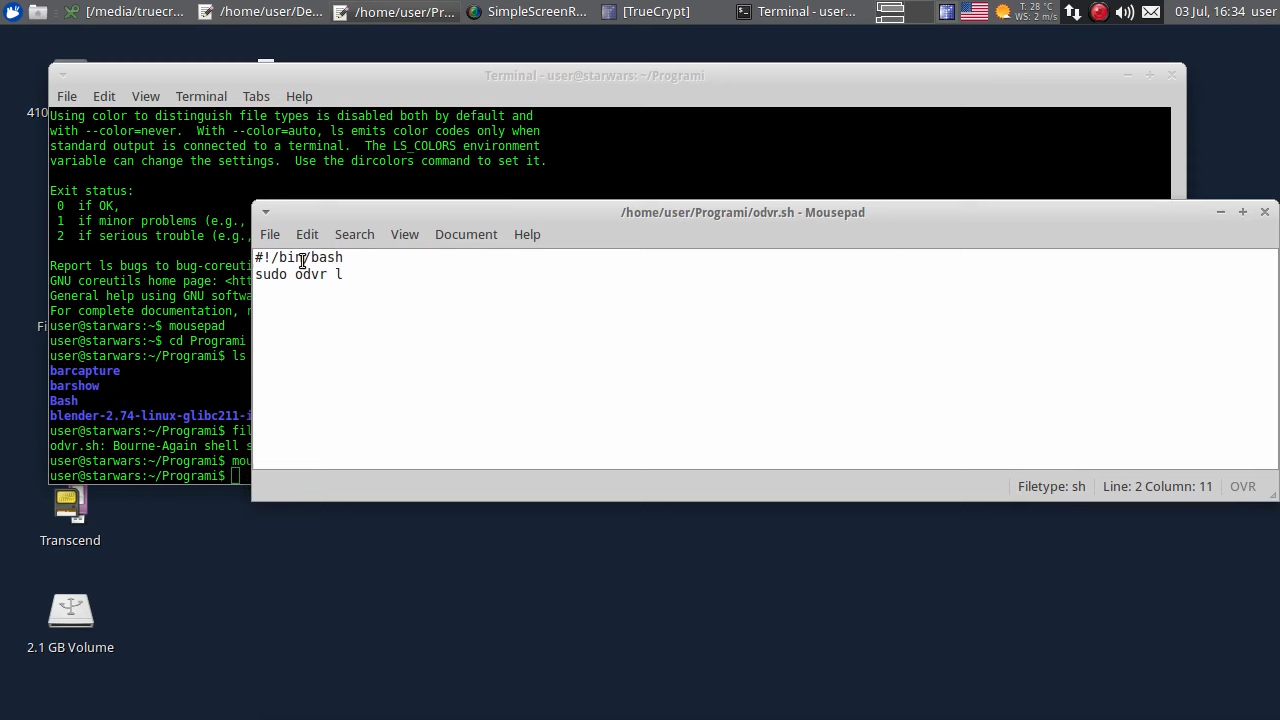 [/media/truecr...
/home/user/De...
/home/user/Pr...
SimpleScreenR...
[TrueCrypt]
Terminal - user...
T: 28 °C
WS: 2 m/s
03 Jul, 16:34 user
410
Terminal - user@starwars: ~/Programi
File Edit View Terminal Tabs Help
Using color to distinguish file types is disabled both by default and
with --color=never.  With --color=auto, ls emits color codes only when
standard output is connected to a terminal.  The LS_COLORS environment
variable can change the settings.  Use the dircolors command to set it.
Exit status:
0  if OK,
1  if minor problems (e.g.,
2  if serious trouble (e.g.,
Report ls bugs to bug-coreuti
GNU coreutils home page: <htt
General help using GNU softwa
For complete documentation, r
user@starwars:~$ mousepad
user@starwars:~$ cd Programi
user@starwars:~/Programi$ ls
barcapture
barshow
Bash
blender-2.74-linux-glibc211-i
user@starwars:~/Programi$ fil
odvr.sh: Bourne-Again shell s
user@starwars:~/Programi$ mou
user@starwars:~/Programi$
/home/user/Programi/odvr.sh - Mousepad
File Edit Search View Document Help
#!/bin/bash
sudo odvr l
Filetype: sh
Line: 2 Column: 11
OVR
Fi
Transcend
2.1 GB Volume